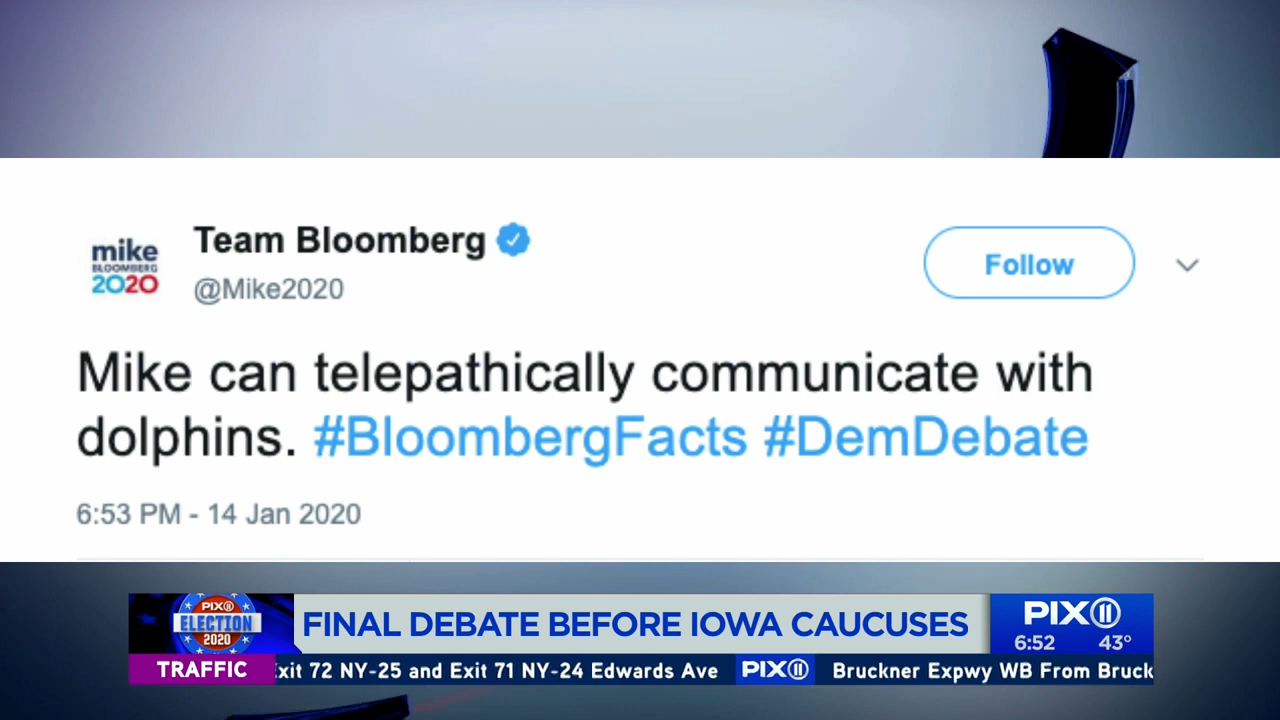 mike
BLOOMBERG
2020
Team Bloomberg
@Mike2020
Follow
Mike can telepathically communicate with
dolphins. #BloombergFacts #DemDebate
6:53 PM - 14 Jan 2020
PIX11
ELECTION
2020
FINAL DEBATE BEFORE IOWA CAUCUSES
PIX11
6:52 43°
TRAFFIC xit 72 NY-25 and Exit 71 NY-24 Edwards Ave PIX11 Bruckner Expwy WB From Bruck